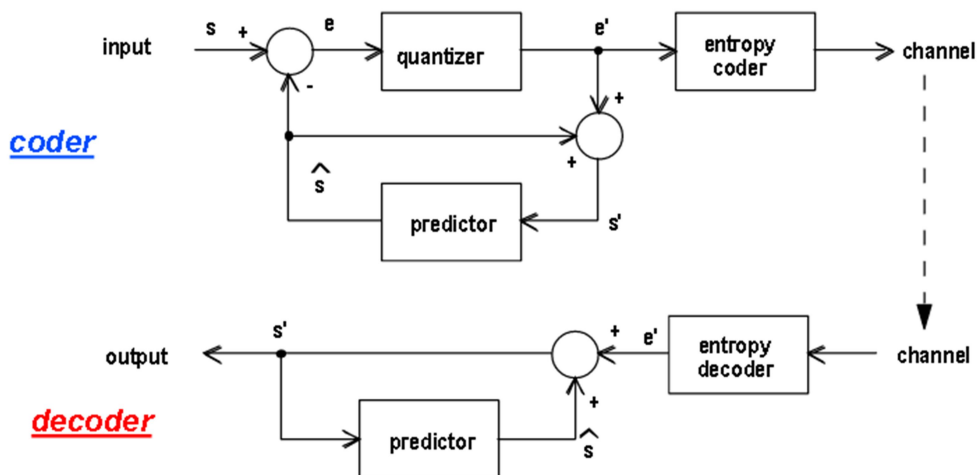 s + e e'
input quantizer entropy coder channel
-
+
coder
+
ŝ
predictor s'
s' + e'
output entropy decoder channel
+
decoder predictor ŝ